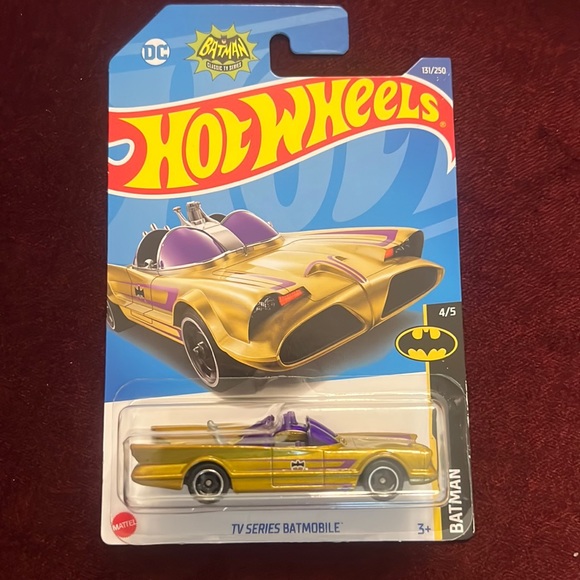 DC
BATMAN
CLASSIC TV SERIES
131/250
HOT WHEELS
4/5
BATMAN
MATTEL
TV SERIES BATMOBILE
3+